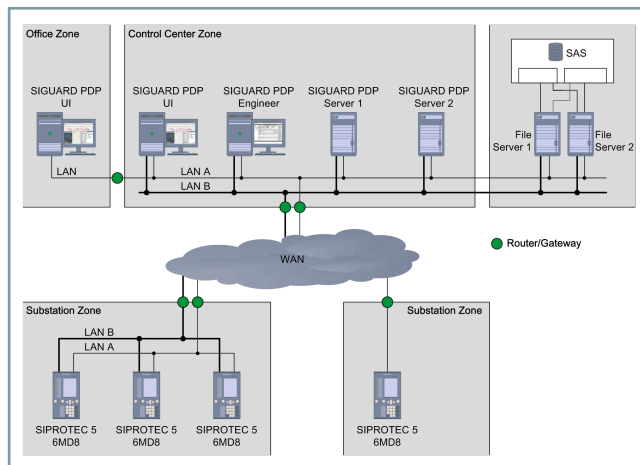 Office Zone
Control Center Zone
SAS
SIGUARD PDP
UI
SIGUARD PDP
UI
SIGUARD PDP
Engineer
SIGUARD PDP
Server 1
SIGUARD PDP
Server 2
File
Server 1
File
Server 2
LAN
LAN A
LAN B
Router/Gateway
WAN
Substation Zone
LAN B
LAN A
SIPROTEC 5
6MD8
SIPROTEC 5
6MD8
SIPROTEC 5
6MD8
Substation Zone
SIPROTEC 5
6MD8